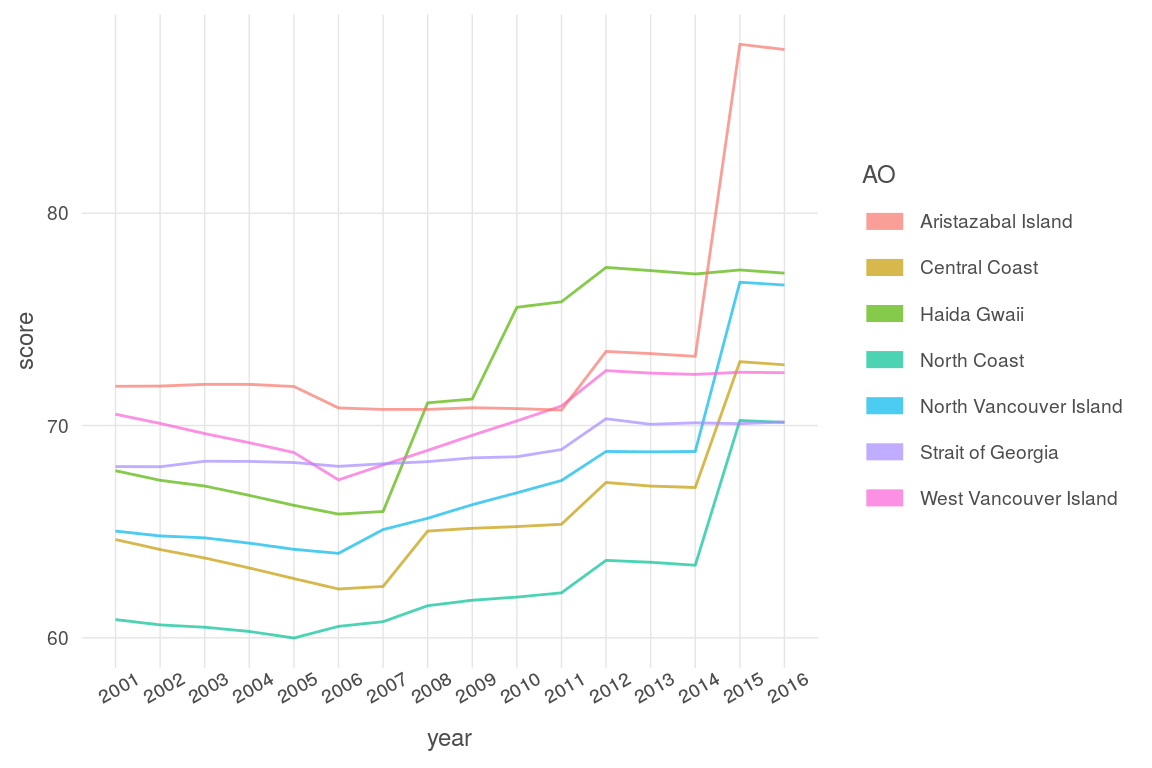 80
70
60
score
2001 2002 2003 2004 2005 2006 2007 2008 2009 2010 2011 2012 2013 2014 2015 2016
year
AO
Aristazabal Island
Central Coast
Haida Gwaii
North Coast
North Vancouver Island
Strait of Georgia
West Vancouver Island